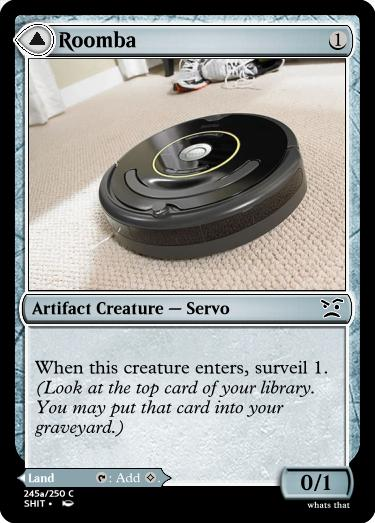 Roomba
1
Artifact Creature — Servo
When this creature enters, surveil 1.
(Look at the top card of your library.
You may put that card into your
graveyard.)
Land
: Add .
0/1
245a/250 C
SHIT •
whats that